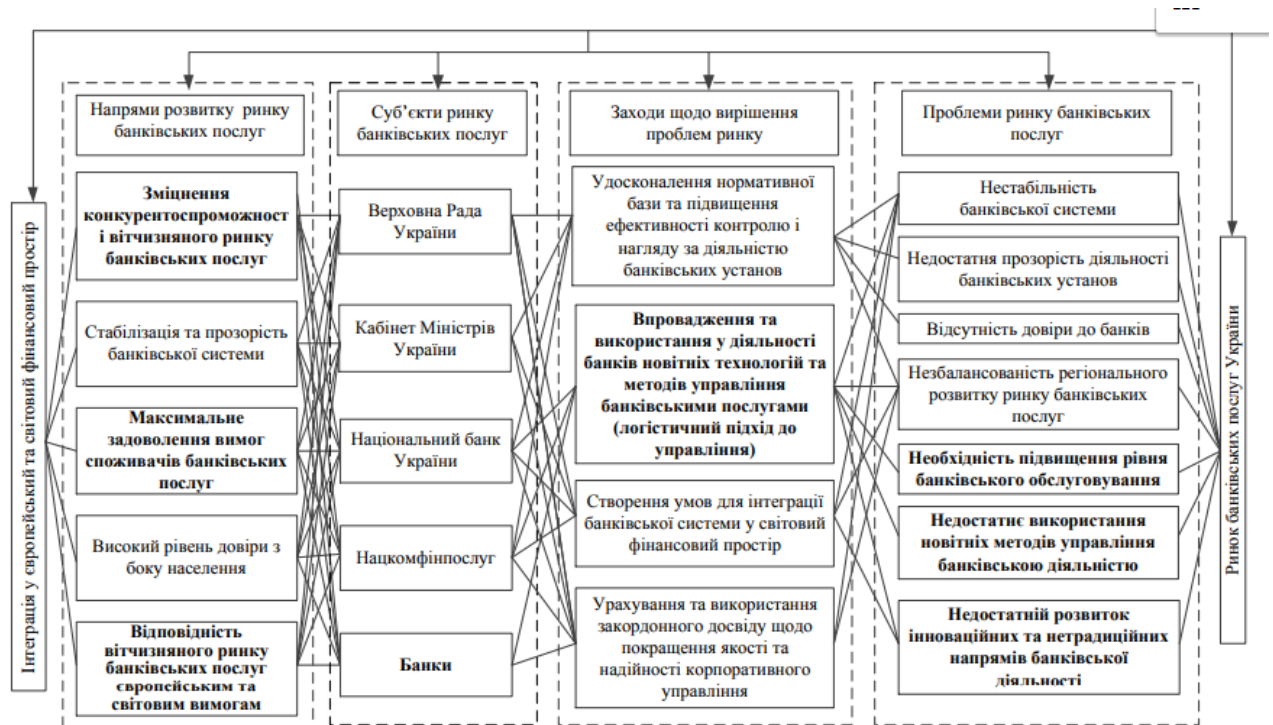 Напрями розвитку ринку
банківських послуг
Суб’єкти ринку
банківських послуг
Заходи щодо вирішення
проблем ринку
Проблеми ринку банківських
послуг
Інтеграція у європейський та світовий фінансовий простір
Зміцнення
конкурентоспроможност
і вітчизняного ринку
банківських послуг
Стабілізація та прозорість
банківської системи
Максимальне
задоволення вимог
споживачів банківських
послуг
Високий рівень довіри з
боку населення
Відповідність
вітчизняного ринку
банківських послуг
європейським та
світовим вимогам
Верховна Рада
України
Кабінет Міністрів
України
Національний банк
України
Нацкомфінпослуг
Банки
Удосконалення нормативної
бази та підвищення
ефективності контролю і
нагляду за діяльністю
банківських установ
Впровадження та
використання у діяльності
банків новітніх технологій та
методів управління
банківськими послугами
(логістичний підхід до
управління)
Створення умов для інтеграції
банківської системи у світовий
фінансовий простір
Урахування та використання
закордонного досвіду щодо
покращення якості та
надійності корпоративного
управління
Нестабільність
банківської системи
Недостатня прозорість діяльності
банківських установ
Відсутність довіри до банків
Незбалансованість регіонального
розвитку ринку банківських
послуг
Необхідність підвищення рівня
банківського обслуговування
Недостатнє використання
новітніх методів управління
банківською діяльністю
Недостатній розвиток
інноваційних та нетрадиційних
напрямів банківської
діяльності
Ринок банківських послуг України